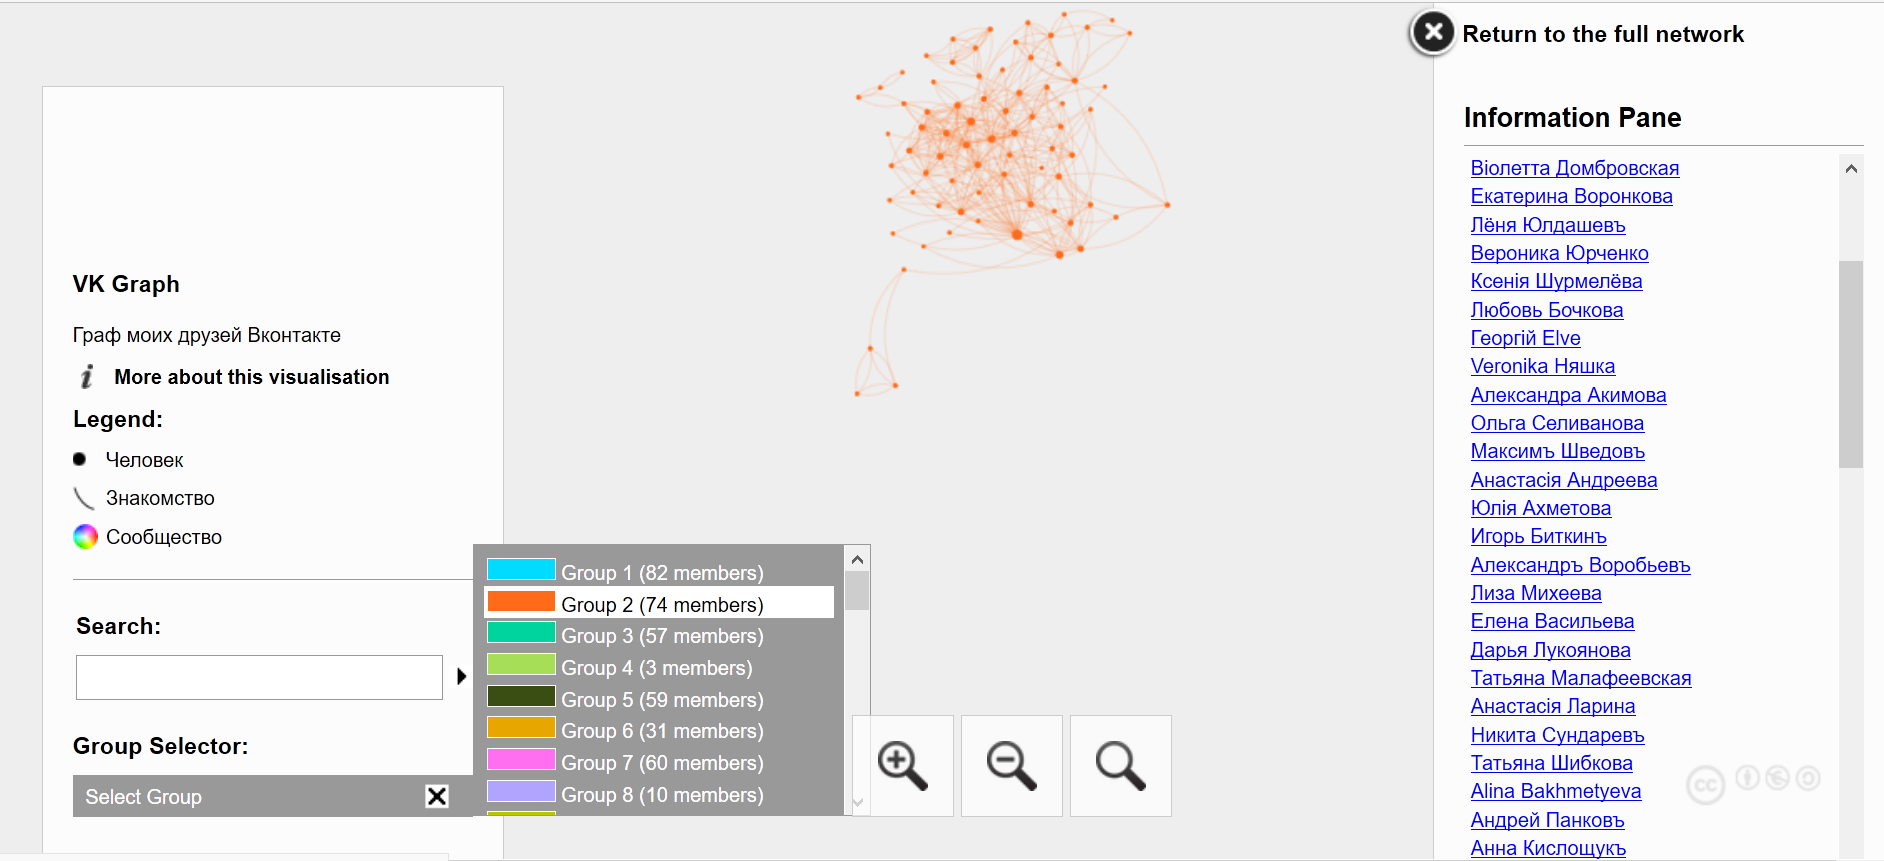 Return to the full network
VK Graph
Граф моих друзей Вконтакте
More about this visualisation
Legend:
Человек
Знакомство
Сообщество
Search:
Group Selector:
Select Group
Group 1 (82 members)
Group 2 (74 members)
Group 3 (57 members)
Group 4 (3 members)
Group 5 (59 members)
Group 6 (31 members)
Group 7 (60 members)
Group 8 (10 members)
Information Pane
Віолетта Домбровская
Екатерина Воронкова
Лёня Юлдашевъ
Вероника Юрченко
Ксенія Шурмелёва
Любовь Бочкова
Георгій Elve
Veronika Няшка
Александра Акимова
Ольга Селиванова
Максимъ Шведовъ
Анастасія Андреева
Юлія Ахметова
Игорь Биткинъ
Александръ Воробьевъ
Лиза Михеева
Елена Васильева
Дарья Лукоянова
Татьяна Малафеевская
Анастасія Ларина
Никита Сундаревъ
Татьяна Шибкова
Alina Bakhmetyeva
Андрей Панковъ
Анна Кислощукъ
cc